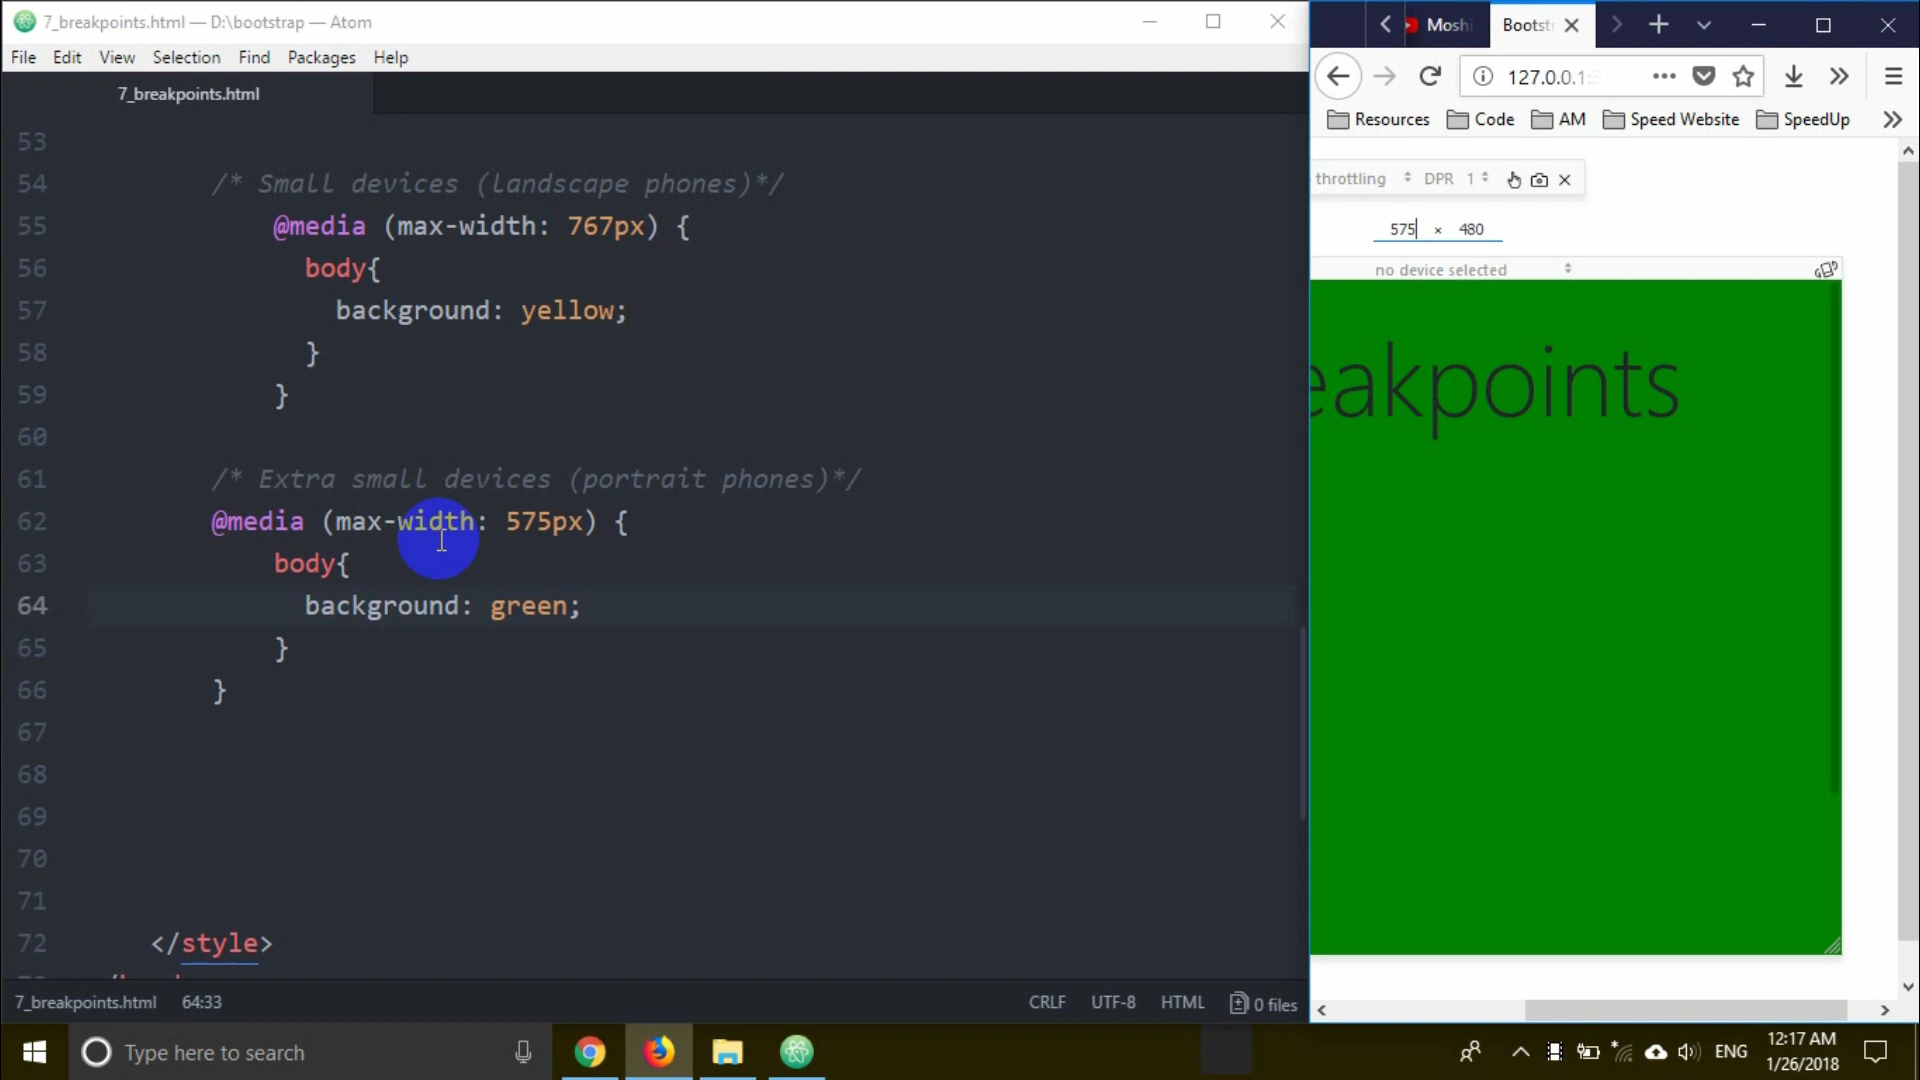 7_breakpoints.html — D:\bootstrap — Atom
File Edit View Selection Find Packages Help
7_breakpoints.html
53
54 /* Small devices (landscape phones)*/
55 @media (max-width: 767px) {
56 body{
57 background: yellow;
58 }
59 }
60
61 /* Extra small devices (portrait phones)*/
62 @media (max-width: 575px) {
63 body{
64 background: green;
65 }
66 }
67
68
69
70
71
72 </style>
7_breakpoints.html 64:33
CRLF UTF-8 HTML 0 files
Moshi
Bootst
127.0.0.1:
Resources Code AM Speed Website SpeedUp
throttling DPR 1
575 × 480
no device selected
eakpoints
Type here to search
ENG
12:17 AM
1/26/2018